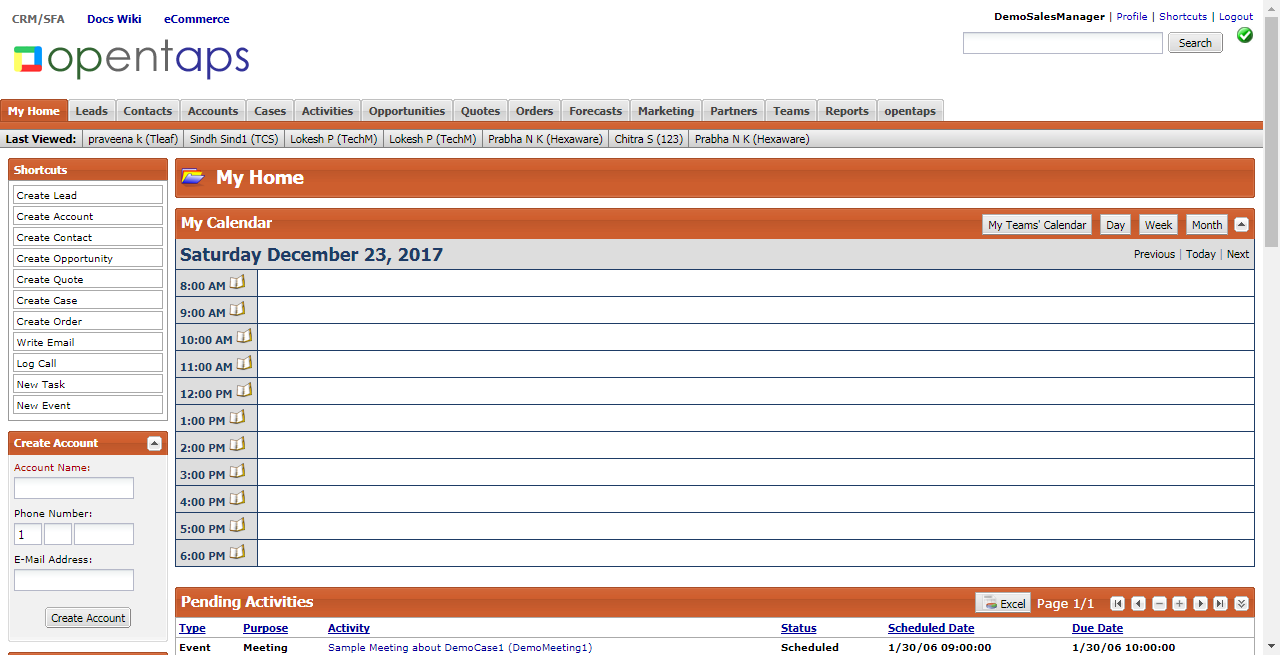 CRM/SFA Docs Wiki eCommerce
DemoSalesManager | Profile | Shortcuts | Logout
opentaps
Search
My Home Leads Contacts Accounts Cases Activities Opportunities Quotes Orders Forecasts Marketing Partners Teams Reports opentaps
Last Viewed: praveena k (Tleaf) Sindh Sind1 (TCS) Lokesh P (TechM) Lokesh P (TechM) Prabha N K (Hexaware) Chitra S (123) Prabha N K (Hexaware)
Shortcuts
Create Lead
Create Account
Create Contact
Create Opportunity
Create Quote
Create Case
Create Order
Write Email
Log Call
New Task
New Event
Create Account
Account Name:
Phone Number:
1
E-Mail Address:
Create Account
My Home
My Calendar
My Teams' Calendar Day Week Month
Saturday December 23, 2017
Previous | Today | Next
8:00 AM
9:00 AM
10:00 AM
11:00 AM
12:00 PM
1:00 PM
2:00 PM
3:00 PM
4:00 PM
5:00 PM
6:00 PM
Pending Activities
Excel Page 1/1
Type Purpose Activity Status Scheduled Date Due Date
Event Meeting Sample Meeting about DemoCase1 (DemoMeeting1) Scheduled 1/30/06 09:00:00 1/30/06 10:00:00